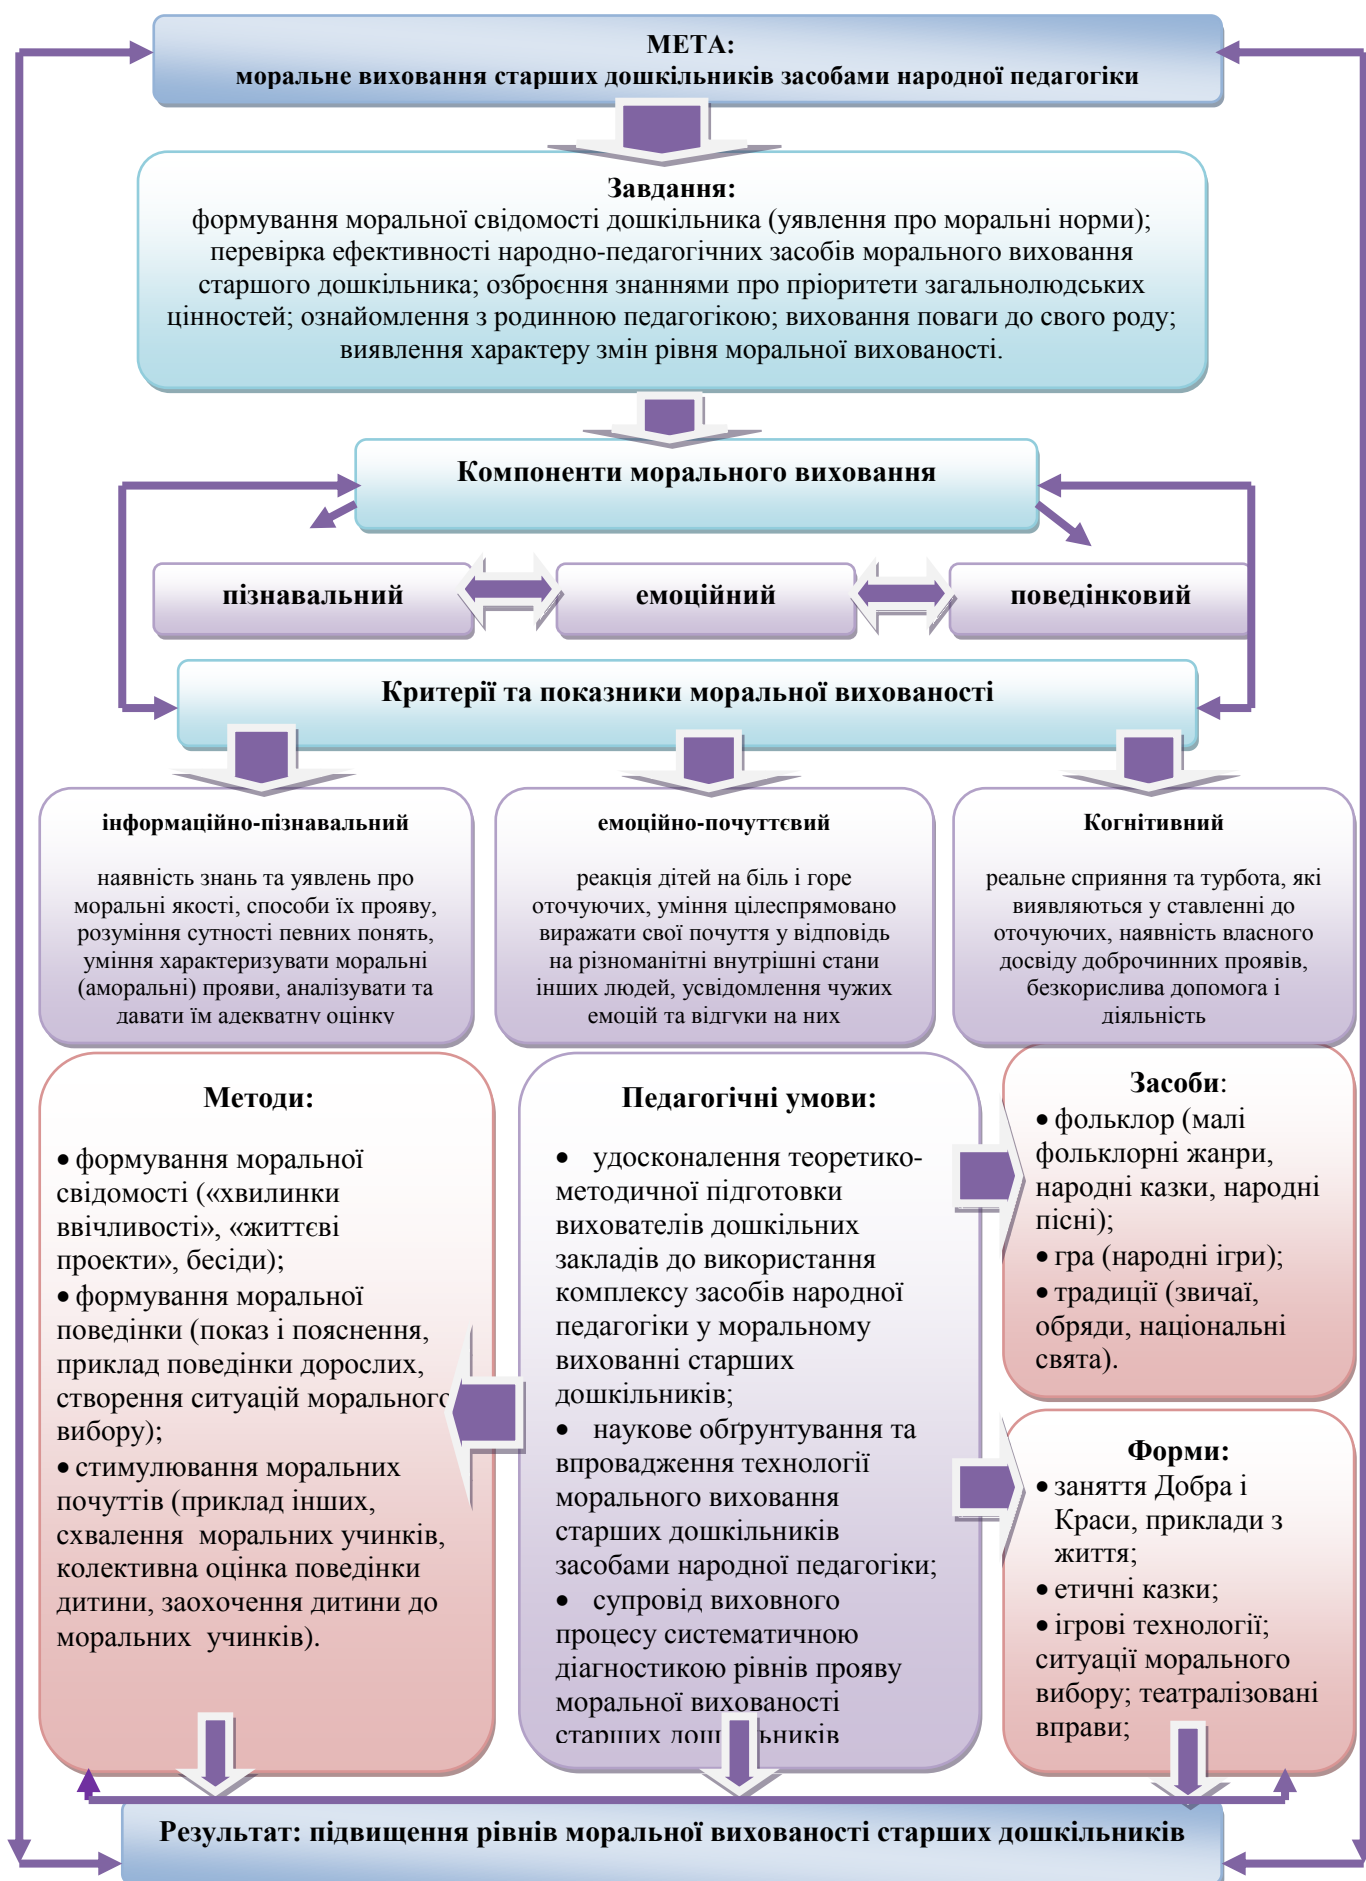 МЕТА:
моральне виховання старших дошкільників засобами народної педагогіки
Завдання:
формування моральної свідомості дошкільника (уявлення про моральні норми);
перевірка ефективності народно-педагогічних засобів морального виховання
старшого дошкільника; озброєння знаннями про пріоритети загальнолюдських
цінностей; ознайомлення з родинною педагогікою; виховання поваги до свого роду;
виявлення характеру змін рівня моральної вихованості.
Компоненти морального виховання
пізнавальний
емоційний
поведінковий
Критерії та показники моральної вихованості
інформаційно-пізнавальний
наявність знань та уявлень про
моральні якості, способи їх прояву,
розуміння сутності певних понять,
уміння характеризувати моральні
(аморальні) прояви, аналізувати та
давати їм адекватну оцінку
емоційно-почуттєвий
реакція дітей на біль і горе
оточуючих, уміння цілеспрямовано
виражати свої почуття у відповідь
на різноманітні внутрішні стани
інших людей, усвідомлення чужих
емоцій та відгуки на них
Когнітивний
реальне сприяння та турбота, які
виявляються у ставленні до
оточуючих, наявність власного
досвіду доброчинних проявів,
безкорислива допомога і
діяльність
Методи:
• формування моральної
свідомості («хвилинки
ввічливості», «життєві
проекти», бесіди);
• формування моральної
поведінки (показ і пояснення,
приклад поведінки дорослих,
створення ситуацій морального
вибору);
• стимулювання моральних
почуттів (приклад інших,
схвалення моральних учинків,
колективна оцінка поведінки
дитини, заохочення дитини до
моральних учинків).
Педагогічні умови:
• удосконалення теоретико-
методичної підготовки
вихователів дошкільних
закладів до використання
комплексу засобів народної
педагогіки у моральному
вихованні старших
дошкільників;
• наукове обґрунтування та
впровадження технології
морального виховання
старших дошкільників
засобами народної педагогіки;
• супровід виховного
процесу систематичною
діагностикою рівнів прояву
моральної вихованості
старших дошкільників
Засоби:
• фольклор (малі
фольклорні жанри,
народні казки, народні
пісні);
• гра (народні ігри);
• традиції (звичаї,
обряди, національні
свята).
Форми:
• заняття Добра і
Краси, приклади з
життя;
• етичні казки;
• ігрові технології;
ситуації морального
вибору; театралізовані
вправи;
Результат: підвищення рівнів моральної вихованості старших дошкільників